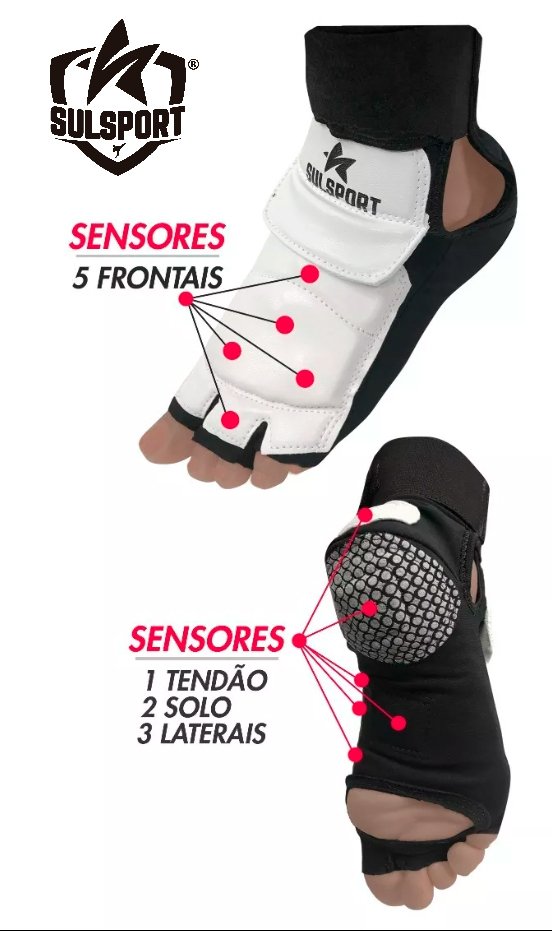 SULSPORT®
SULSPORT
SENSORES
5 FRONTAIS
SENSORES
1 TENDÃO
2 SOLO
3 LATERAIS